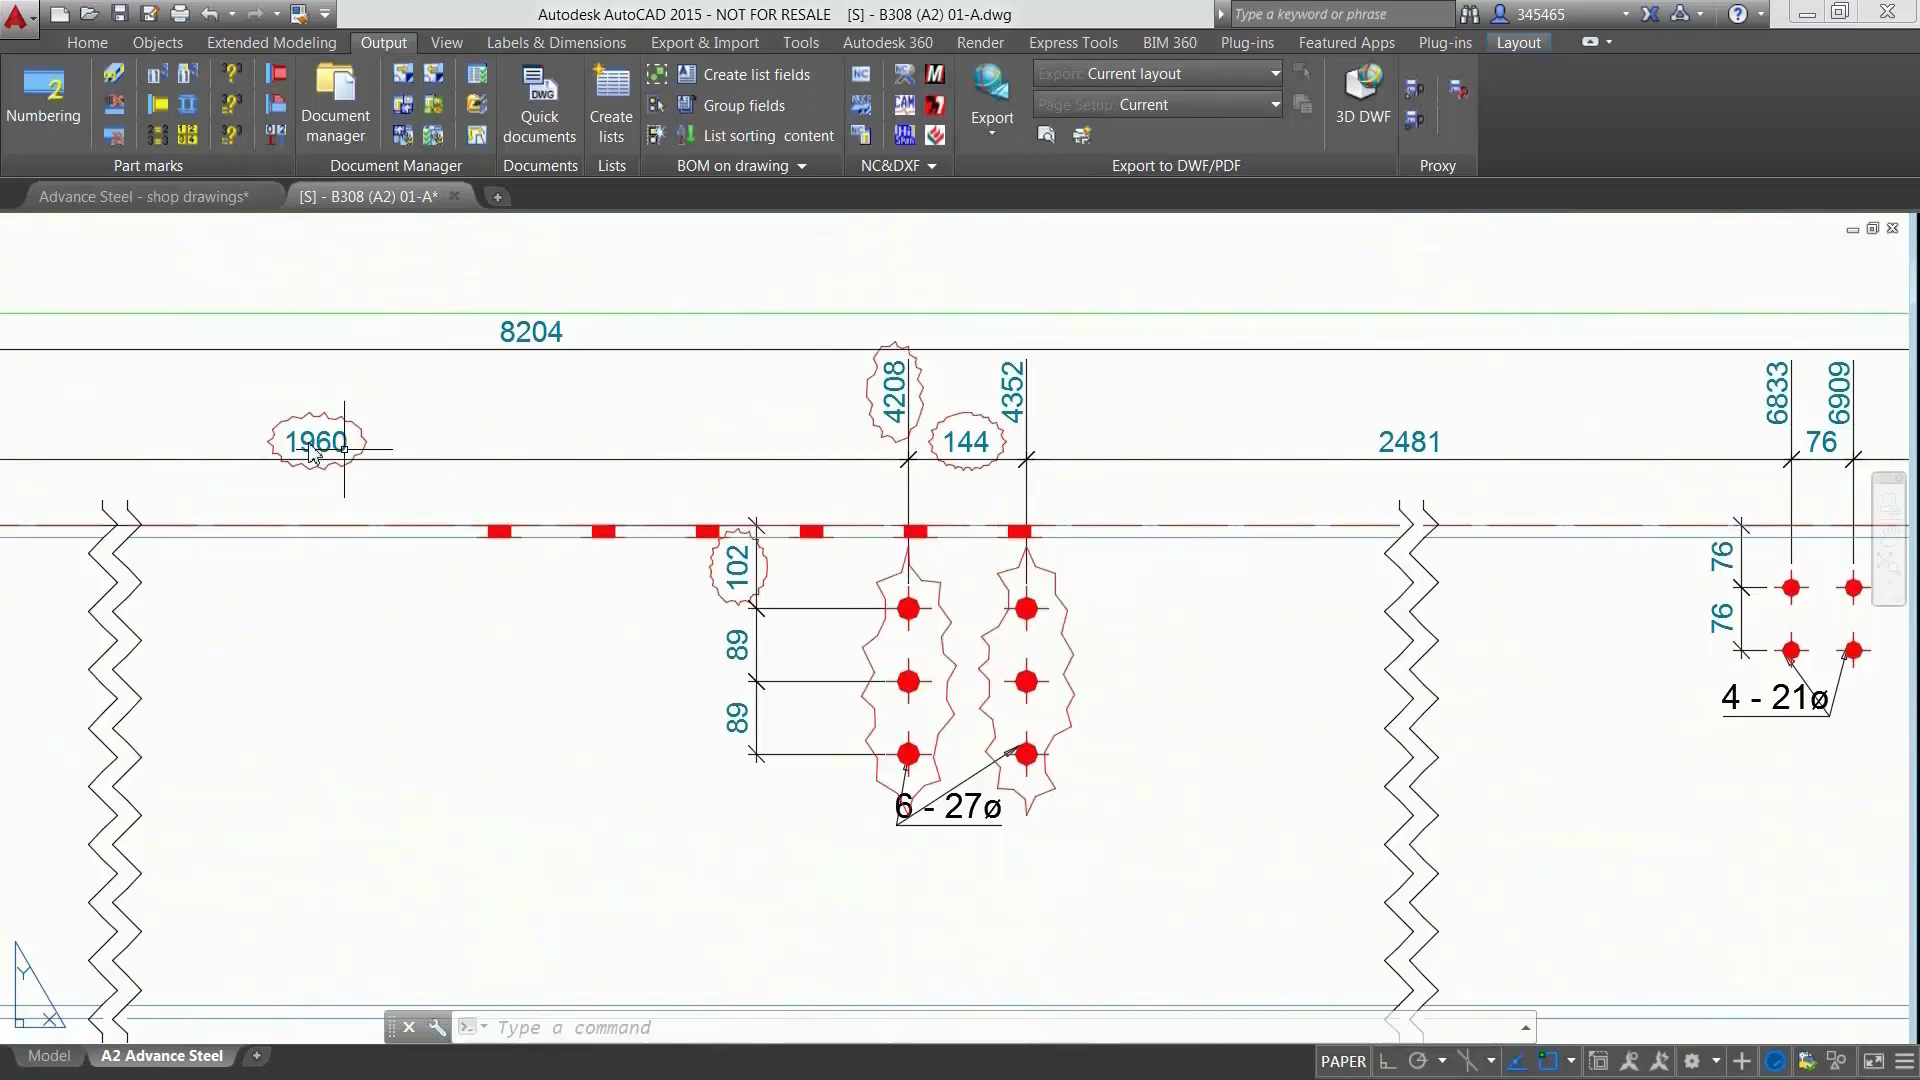 Autodesk AutoCAD 2015 - NOT FOR RESALE [S] - B308 (A2) 01-A.dwg
Type a keyword or phrase
345465
Home Objects Extended Modeling Output View Labels & Dimensions Export & Import Tools Autodesk 360 Render Express Tools BIM 360 Plug-ins Featured Apps Plug-ins Layout
Numbering
Document manager
Quick documents
Create lists
Create list fields
Group fields
List sorting content
Export
Export: Current layout
Page Setup: Current
3D DWF
Part marks Document Manager Documents Lists BOM on drawing NC&DXF Export to DWF/PDF Proxy
Advance Steel - shop drawings* [S] - B308 (A2) 01-A*
8204
4208
4352
6833
6909
1960
144
2481
76
102
89
89
76
76
4 - 21ø
6 - 27ø
Y
X
Type a command
Model A2 Advance Steel
PAPER